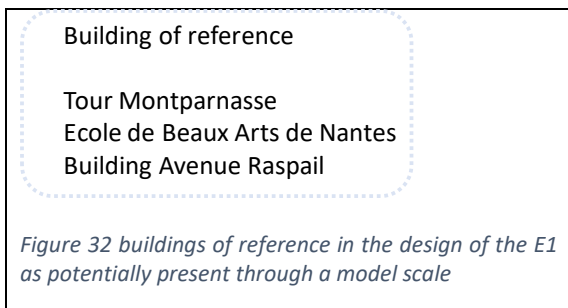 Building of reference
Tour Montparnasse
Ecole de Beaux Arts de Nantes
Building Avenue Raspail
Figure 32 buildings of reference in the design of the E1
as potentially present through a model scale